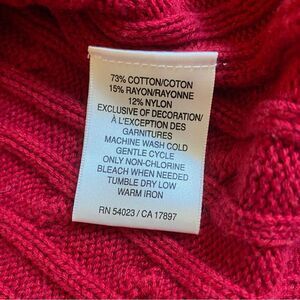 73% COTTON/COTON
15% RAYON/RAYONNE
12% NYLON
EXCLUSIVE OF DECORATION/
À L'EXCEPTION DES
GARNITURES
MACHINE WASH COLD
GENTLE CYCLE
ONLY NON-CHLORINE
BLEACH WHEN NEEDED
TUMBLE DRY LOW
WARM IRON
RN 54023 / CA 17897